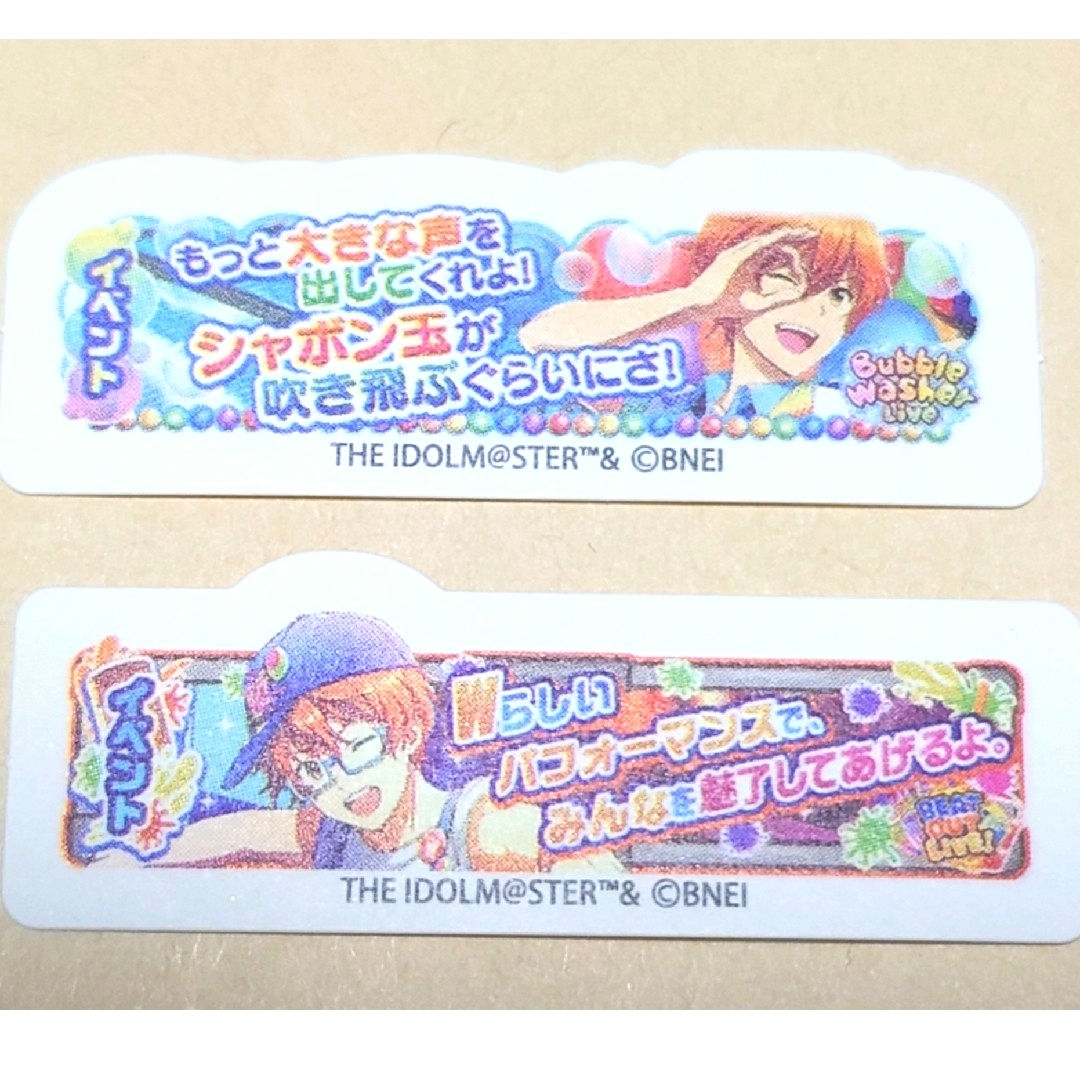 イベント
もっと大きな声を
出してくれよ!
シャボン玉が
吹き飛ぶぐらいにさ!
Bubble
Washer
Live
THE IDOLM@STER™& ©BNEI
イベント
Wらしい
パフォーマンスで、
みんなを魅了してあげるよ。
BEAT
LIVE!
THE IDOLM@STER™& ©BNEI